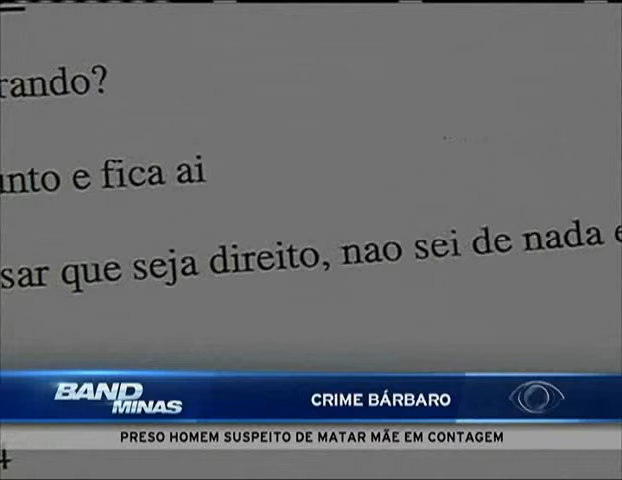 rando?
unto e fica ai
sar que seja direito, nao sei de nada e
BAND
MINAS
CRIME BÁRBARO
PRESO HOMEM SUSPEITO DE MATAR MÃE EM CONTAGEM